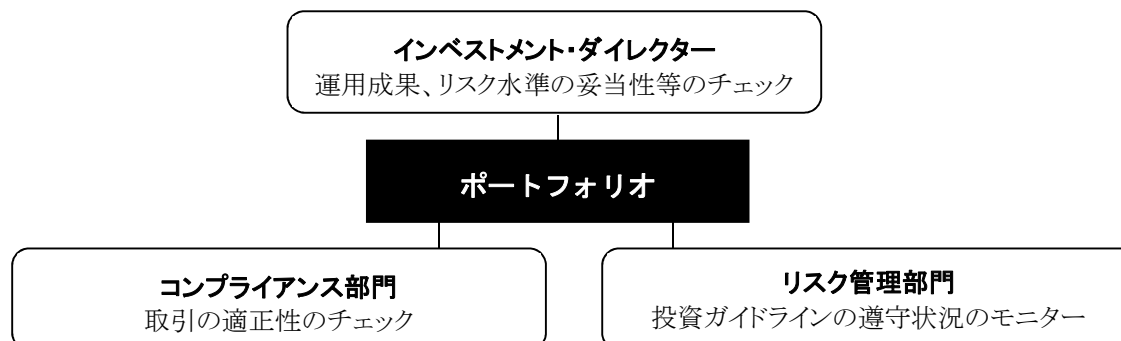 インベストメント・ダイレクター
運用成果、リスク水準の妥当性等のチェック
ポートフォリオ
コンプライアンス部門
取引の適正性のチェック
リスク管理部門
投資ガイドラインの遵守状況のモニター